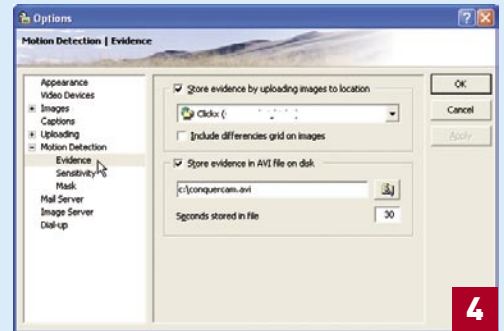 Options
Motion Detection | Evidence
Appearance
Video Devices
Images
Captions
Uploading
Motion Detection
Evidence
Sensitivity
Mask
Mail Server
Image Server
Dial-up
Store evidence by uploading images to location
Clickx (
Include differencies grid on images
Store evidence in AVI file on disk
c:\conquercam.avi
Seconds stored in file
30
OK
Cancel
Apply
4